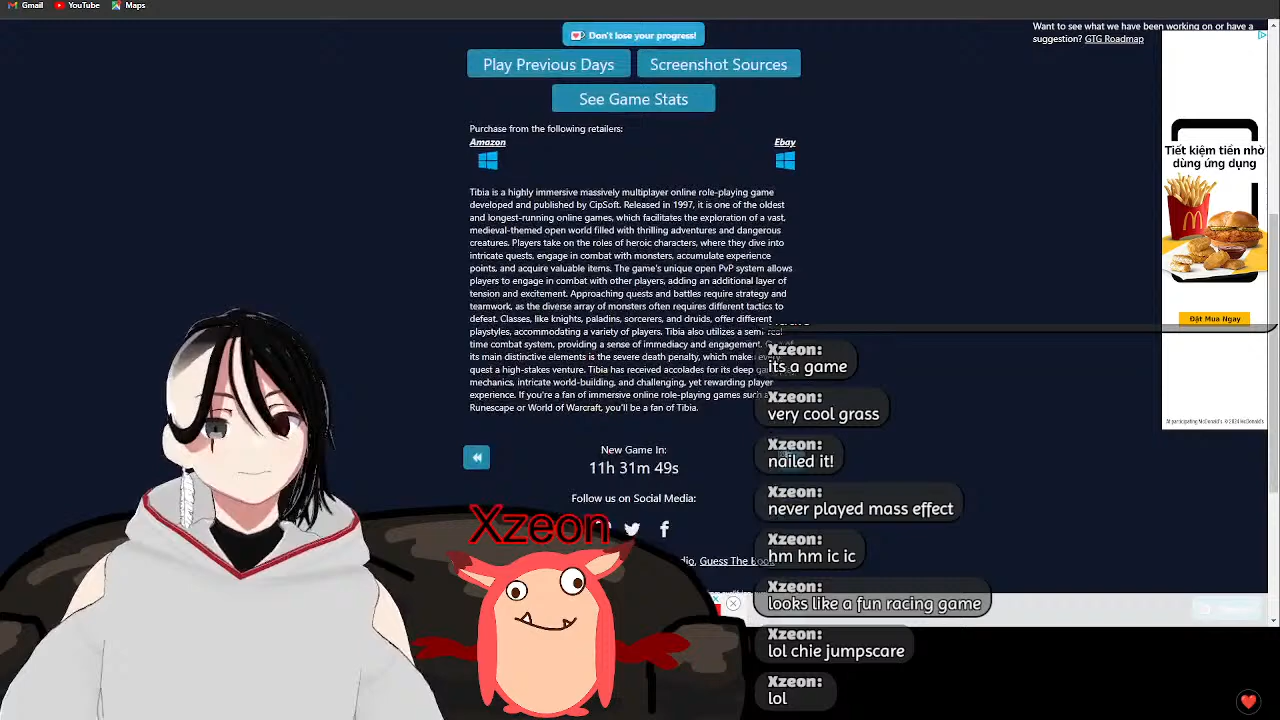 Gmail YouTube Maps
Want to see what we have been working on or have a
suggestion? GTG Roadmap
Don't lose your progress!
Play Previous Days Screenshot Sources
See Game Stats
Purchase from the following retailers:
Amazon Ebay
Tibia is a highly immersive massively multiplayer online role-playing game
developed and published by CipSoft. Released in 1997, it is one of the oldest
and longest-running online games, which facilitates the exploration of a vast,
medieval-themed open world filled with thrilling adventures and dangerous
creatures. Players take on the roles of heroic characters, where they dive into
intricate quests, engage in combat with monsters, accumulate experience
points, and acquire valuable items. The game's unique open PvP system allows
players to engage in combat with other players, adding an additional layer of
tension and excitement. Approaching quests and battles require strategy and
teamwork, as the diverse array of monsters often requires different tactics to
defeat. Classes, like knights, paladins, sorcerers, and druids, offer different
playstyles accommodating a variety of players. Tibia also utilizes a semi-real
time combat system, providing a sense of immediacy and engagement.
its main distinctive elements is the severe death penalty, which make every
quest a high-stakes venture. Tibia has received accolades for its deep game
mechanics, intricate world-building, and challenging, yet rewarding player
experience. If you're a fan of immersive online role-playing games such a
Runescape or World of Warcraft, you'll be a fan of Tibia.
New Game In:
11h 31m 49s
Follow us on Social Media:
Guess The Book
Tiết kiệm tiền nhờ
dùng ứng dụng
Đặt Mua Ngay
At participating McDonald's. © 2024 McDonald's
Xzeon
Xzeon:
its a game
Xzeon:
very cool grass
Xzeon:
nailed it!
Xzeon:
never played mass effect
Xzeon:
hm hm ic ic
Xzeon:
looks like a fun racing game
Xzeon:
lol chie jumpscare
Xzeon:
lol